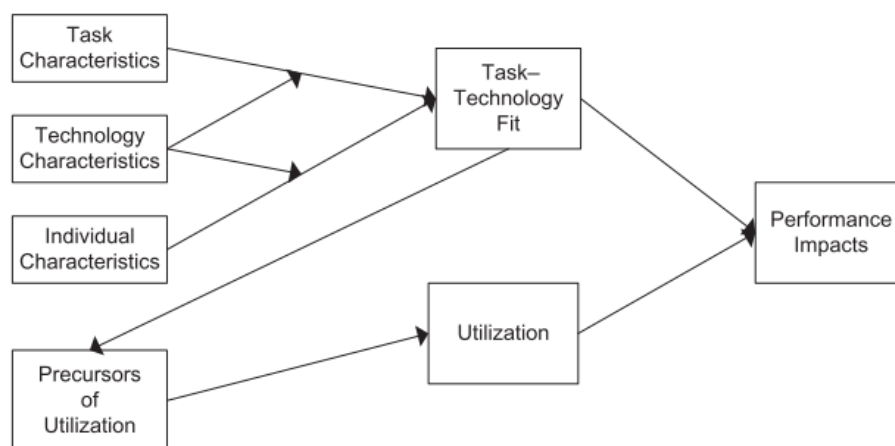 Task
Characteristics
Technology
Characteristics
Individual
Characteristics
Precursors
of
Utilization
Task–
Technology
Fit
Utilization
Performance
Impacts